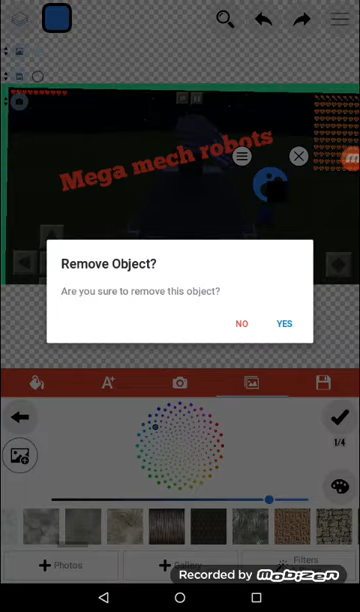 Mega mech robots
Remove Object?
Are you sure to remove this object?
NO
YES
1/4
Photos
Gallery
Filters
Recorded by Mobizen